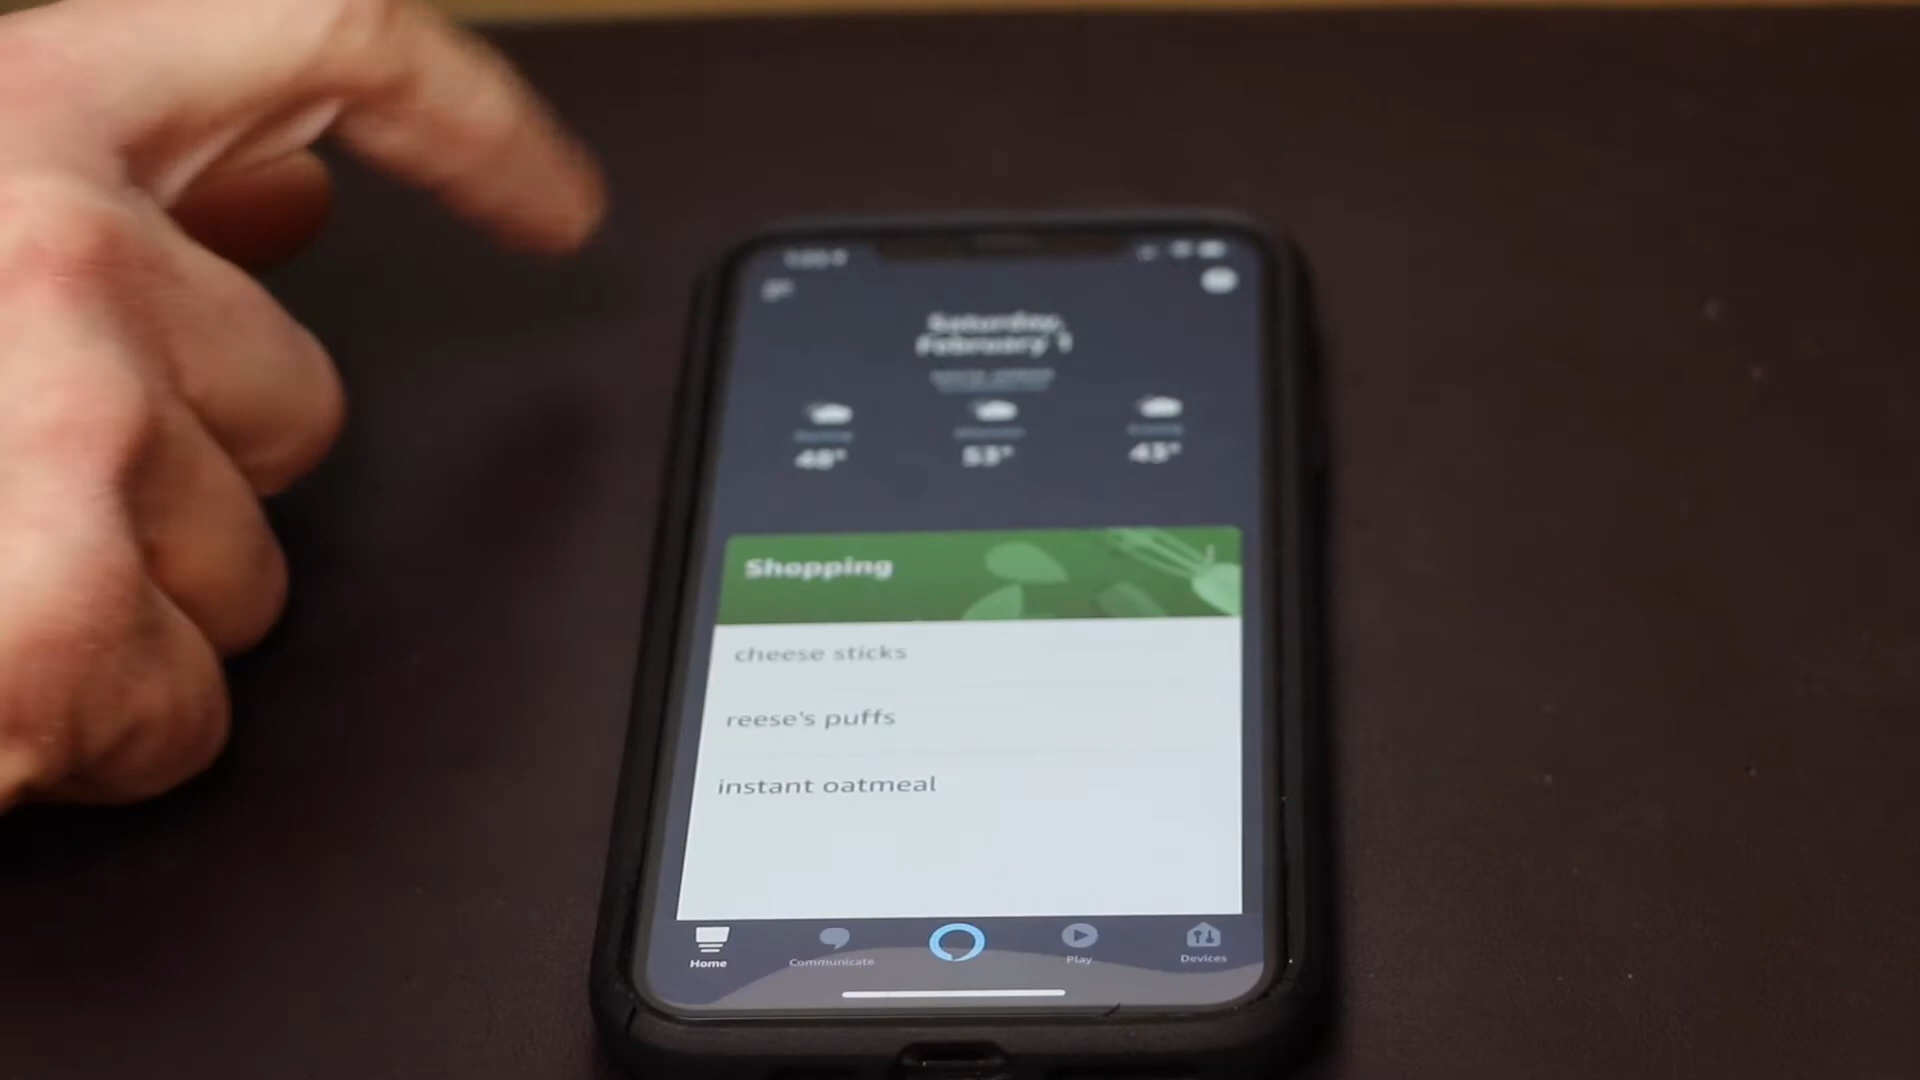 Saturday,
February 1
48° 53° 43°
Shopping
cheese sticks
reese's puffs
instant oatmeal
Home Communicate Play Devices